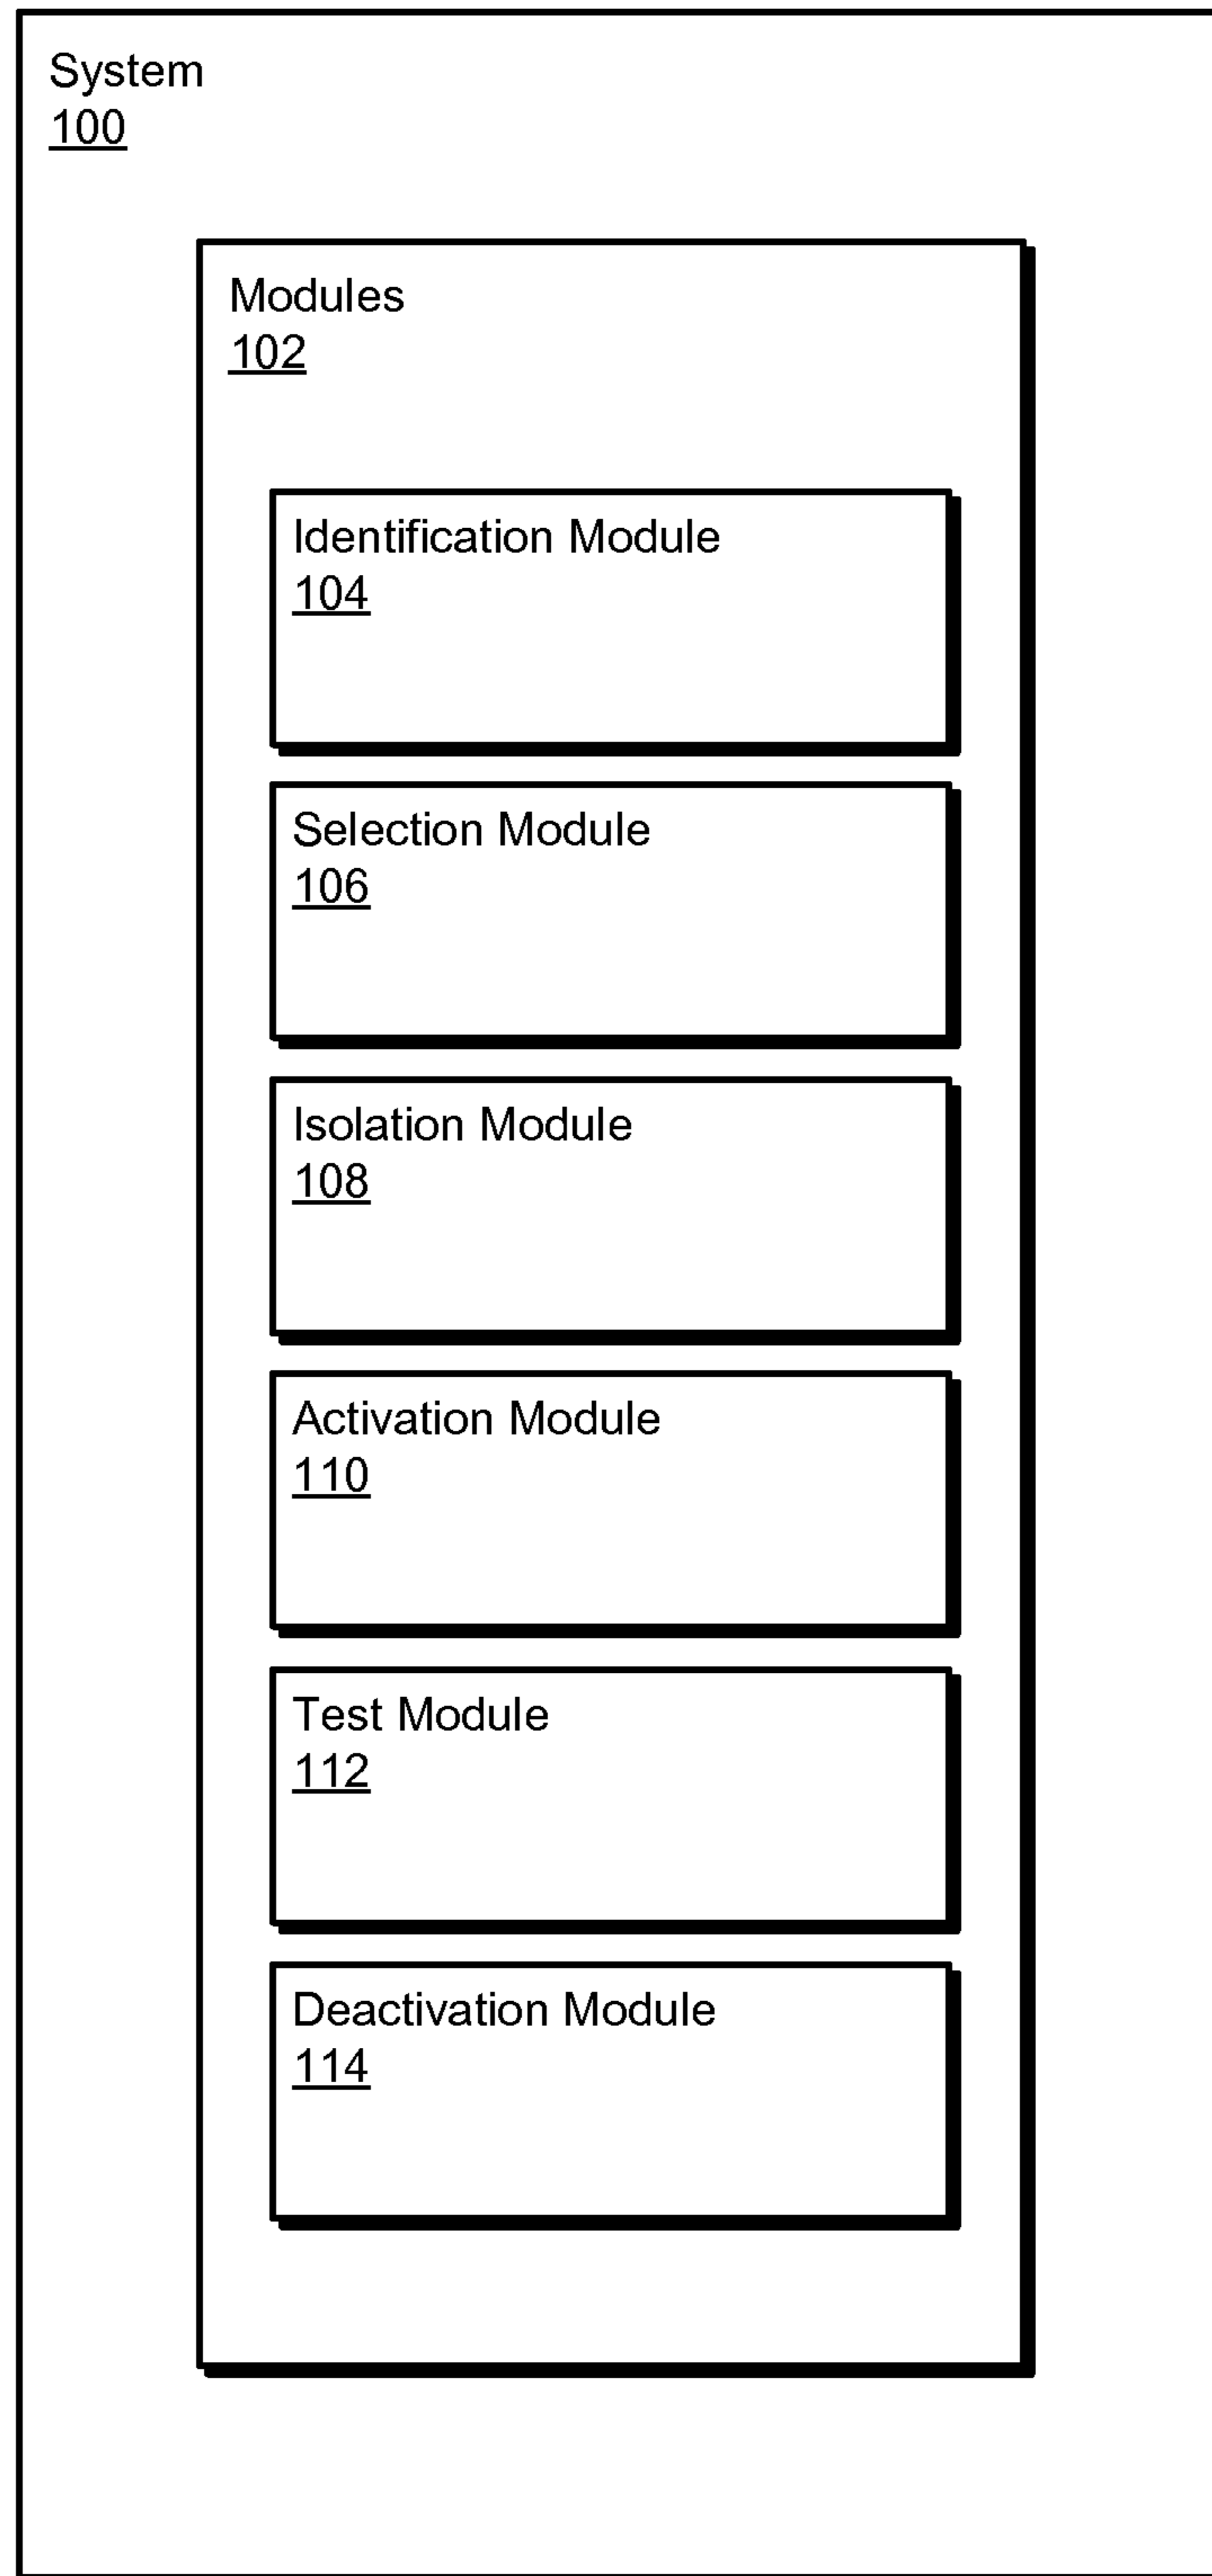 System
100
Modules
102
Identification Module
104
Selection Module
106
Isolation Module
108
Activation Module
110
Test Module
112
Deactivation Module
114